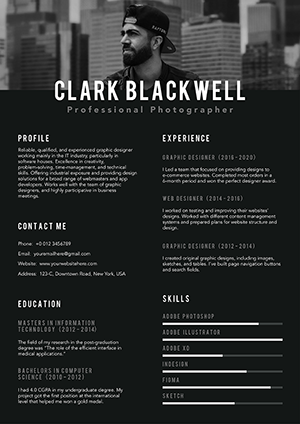 CLARK BLACKWELL
Professional Photographer
PROFILE
Reliable, qualified, and experienced graphic designer
working mainly in the IT industry, particularly in
software houses. Excellence in creativity,
problem-solving, time-management, and technical
skills. Offering industrial exposure and providing design
solutions for a broad range of webmasters and app
developers. Works well with the team of graphic
designers, and highly participative in business
meetings.
CONTACT ME
Phone: +0 012 3456789
Email: youremailhere@gmail.com
Website: www.yourwebsitehere.com
Address: 123-C, Downtown Road, New York, USA
EDUCATION
MASTERS IN INFORMATION
TECHNOLOGY (2012-2014)
The field of my research in the post-graduation
degree was "The role of the efficient interface in
medical applications."
BACHELORS IN COMPUTER
SCIENCE (2010-2012)
I had 4.0 CGPA in my undergraduate degree. My
project got the first position at the international
level that helped me won a gold medal.
EXPERIENCE
GRAPHIC DESIGNER (2016-2020)
I led a team that focused on providing designs to
e-commerce websites. Completed most orders in a
6-month period and won the perfect designer award.
WEB DESIGNER (2014-2016)
I worked on testing and improving their websites'
designs. Worked with different content management
systems and prepared plans for website structure and
design.
GRAPHIC DESIGNER (2012-2014)
I created original graphic designs, including images,
sketches, and tables. I've built page navigation buttons
and search fields.
SKILLS
ADOBE PHOTOSHOP
ADOBE ILLUSTRATOR
ADOBE XD
INDESIGN
FIGMA
SKETCH